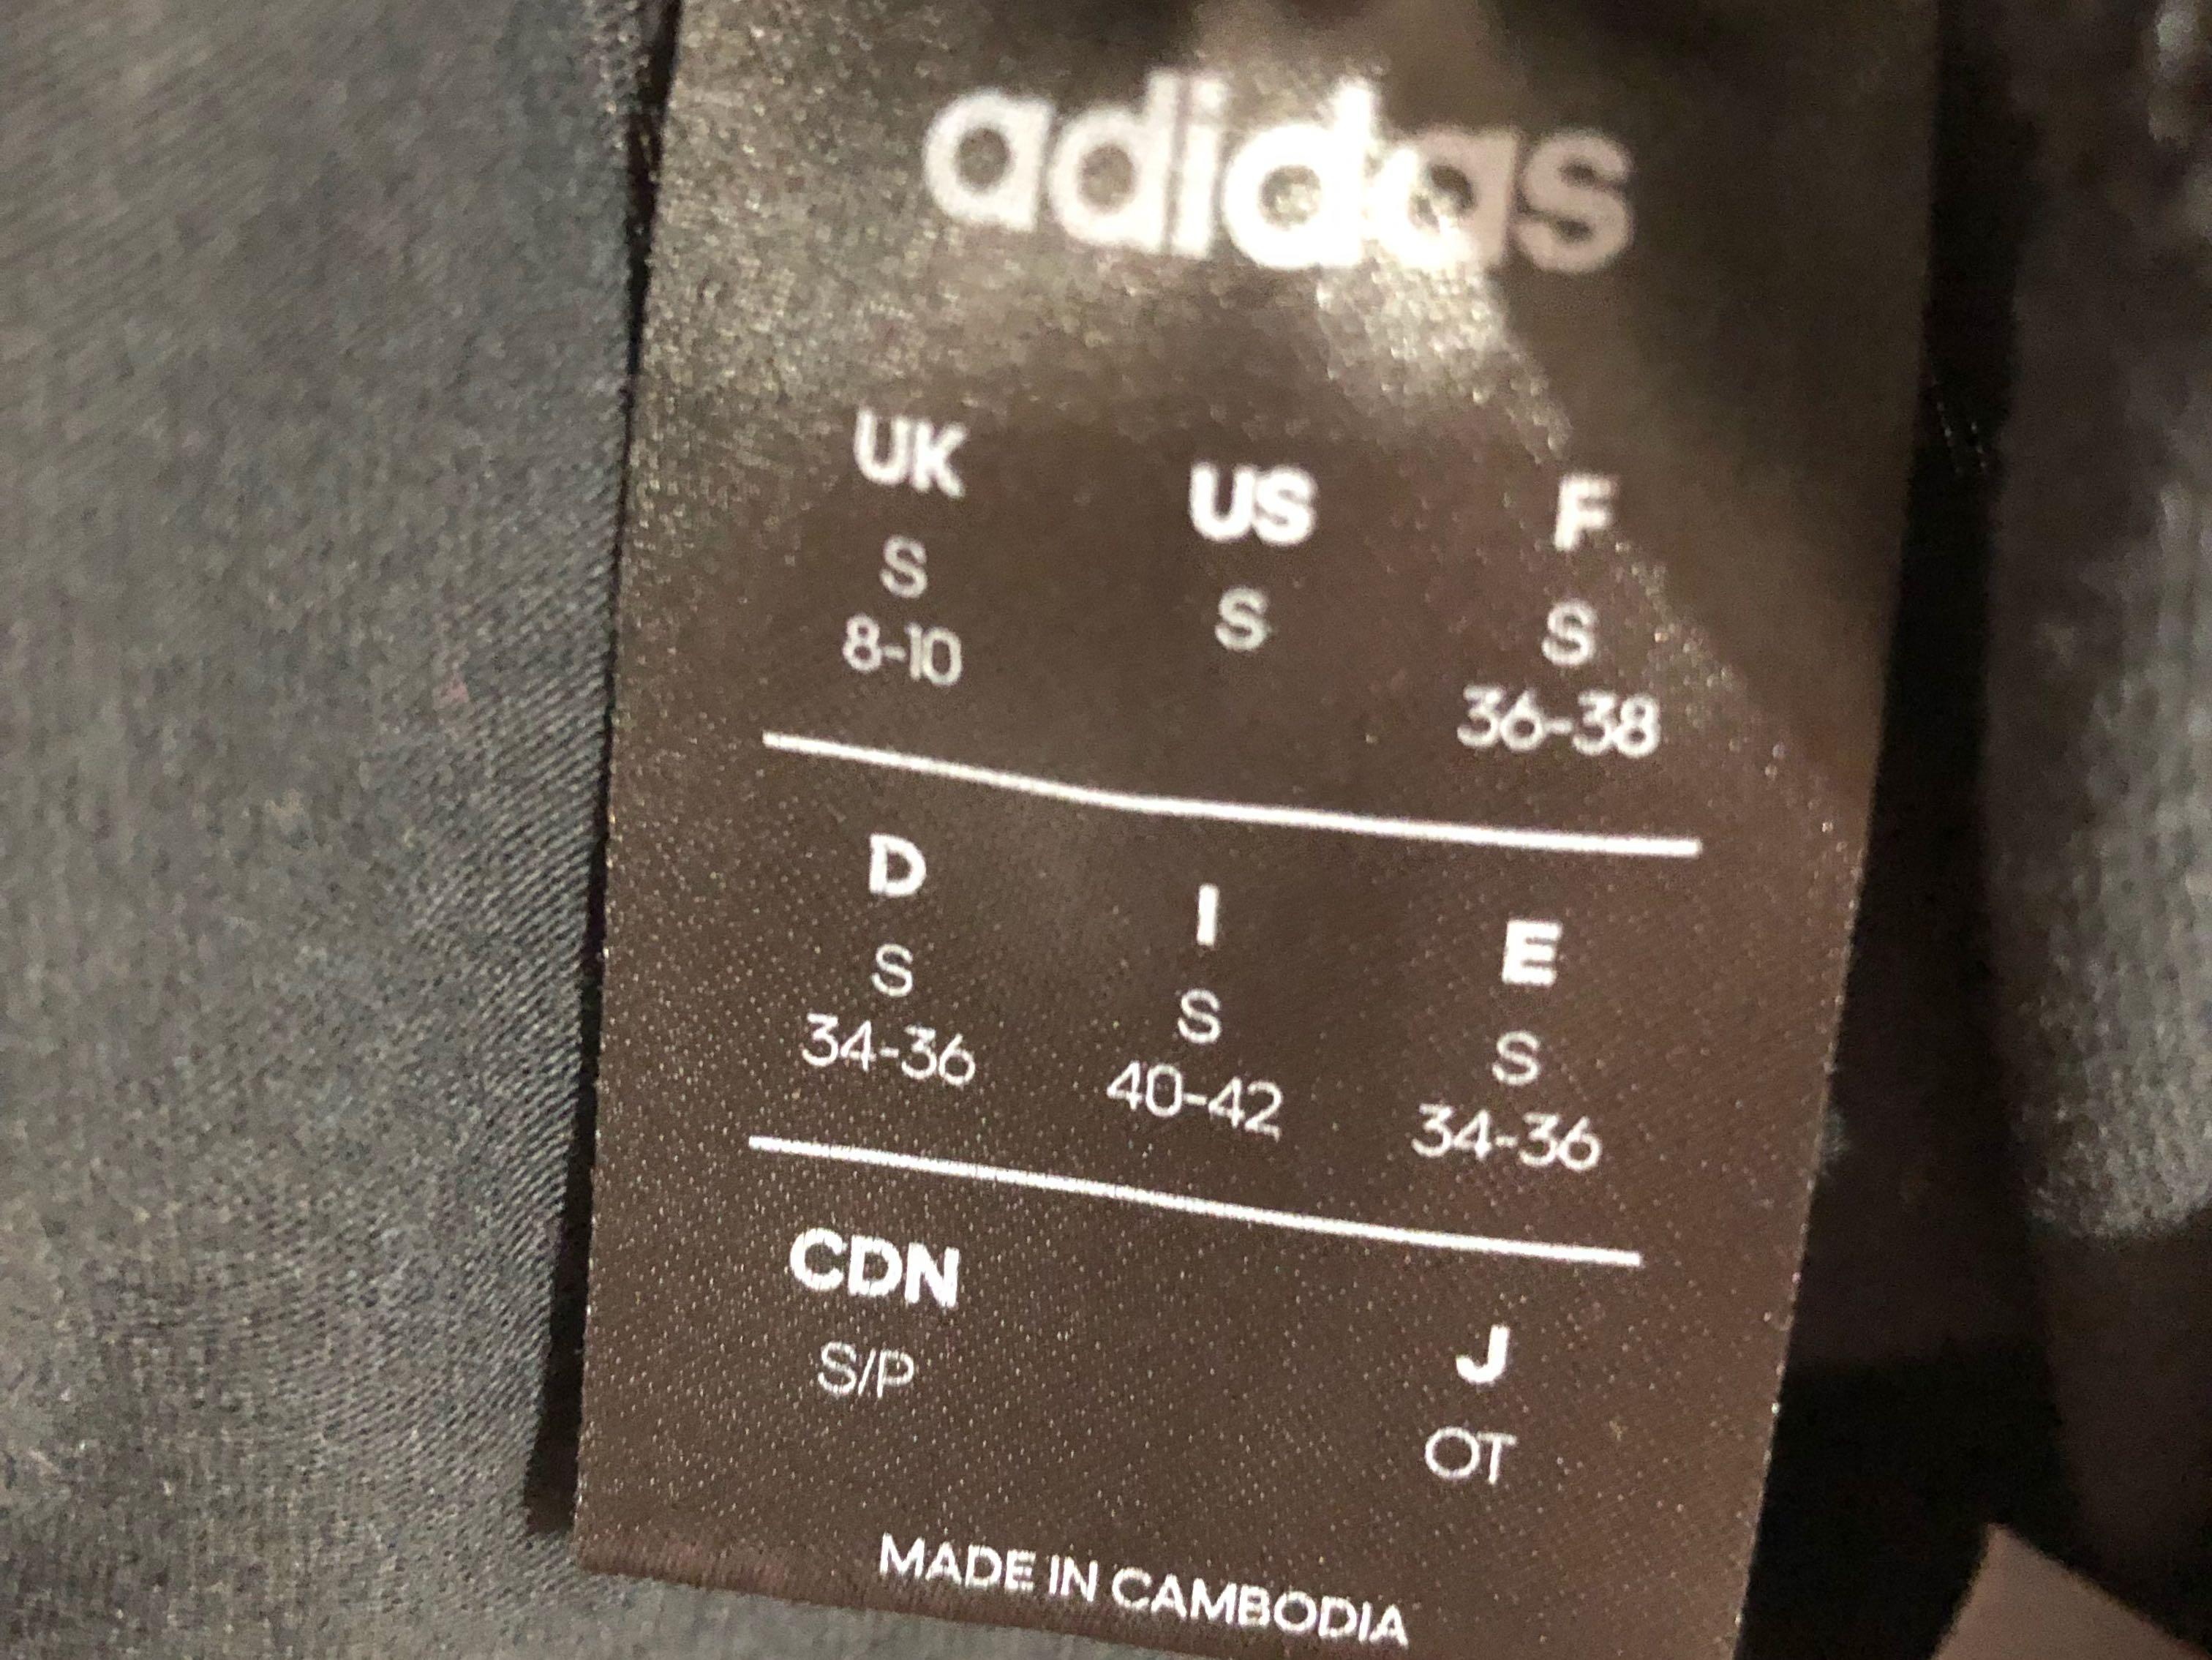 adidas
UK US F
S S S
8-10 36-38
D I E
S S S
34-36 40-42 34-36
CDN J
S/P OT
MADE IN CAMBODIA